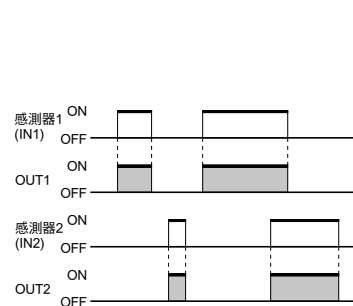 感測器1
(IN1)
ON
OFF
OUT1
ON
OFF
感測器2
(IN2)
ON
OFF
OUT2
ON
OFF